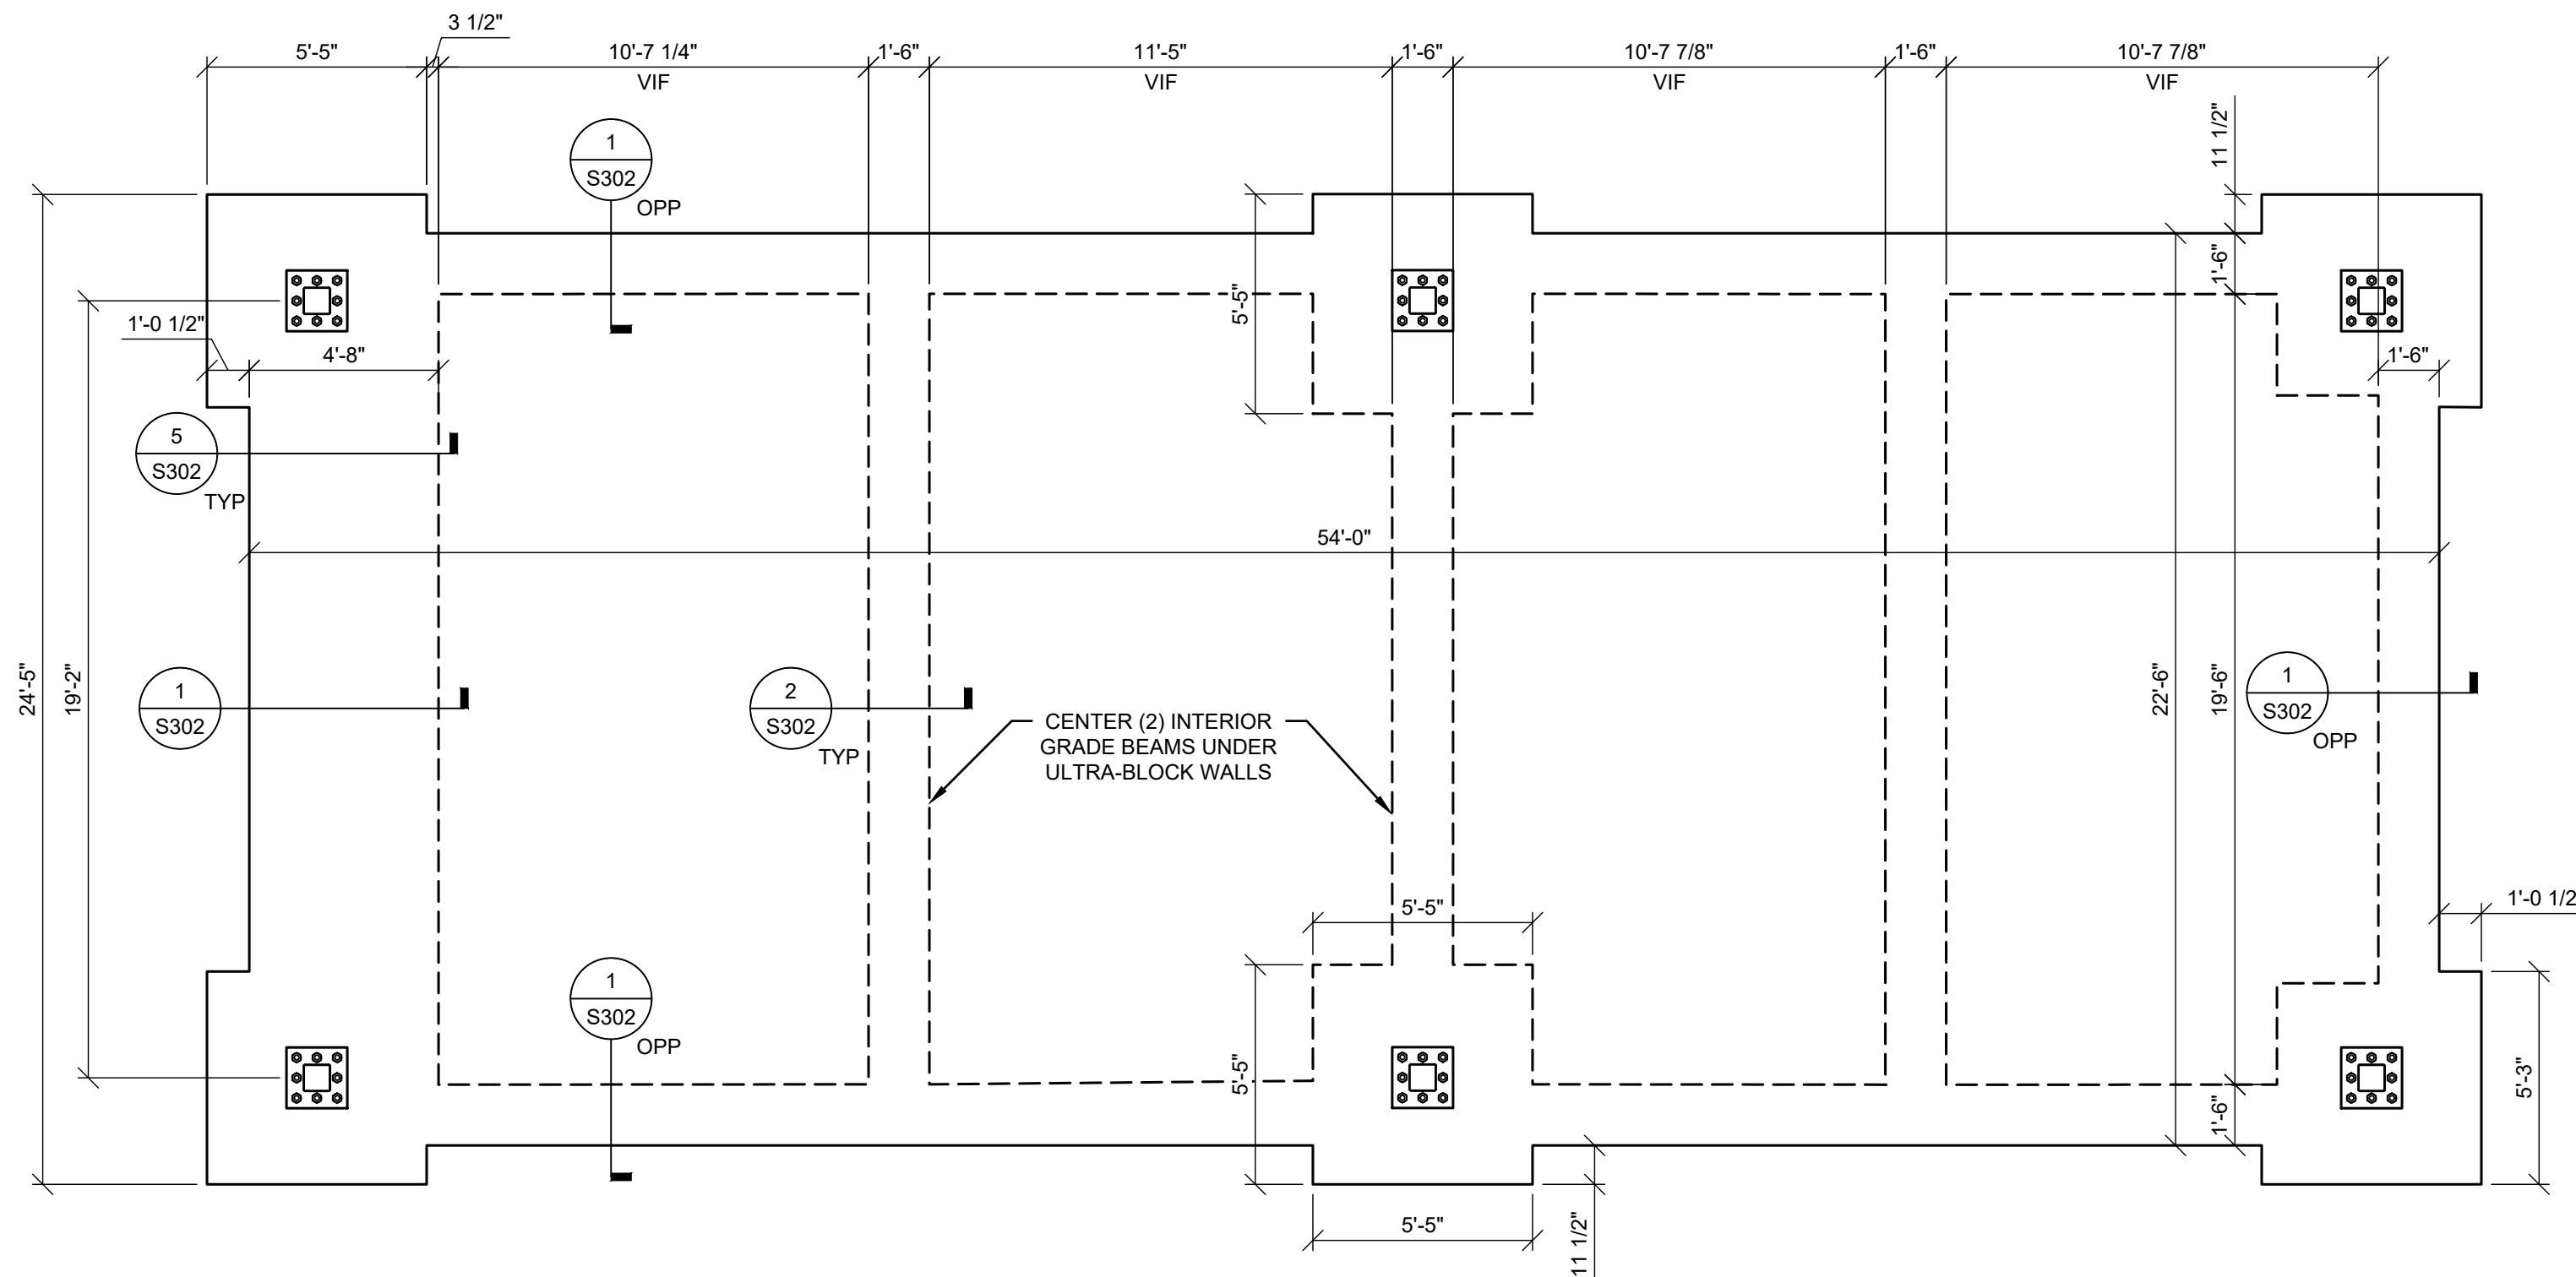 3 1/2"
5'-5"
10'-7 1/4"
VIF
1'-6"
11'-5"
VIF
1'-6"
10'-7 7/8"
VIF
1'-6"
10'-7 7/8"
VIF
11 1/2"
1
S302
OPP
1'-6"
5'-5"
1'-0 1/2"
4'-8"
1'-6"
5
S302
TYP
54'-0"
24'-5"
19'-2"
1
S302
2
S302
TYP
CENTER (2) INTERIOR
GRADE BEAMS UNDER
ULTRA-BLOCK WALLS
22'-6"
19'-6"
1
S302
OPP
1'-0 1/2
5'-5"
1
S302
OPP
5'-5"
1'-6"
5'-3"
5'-5"
11 1/2"